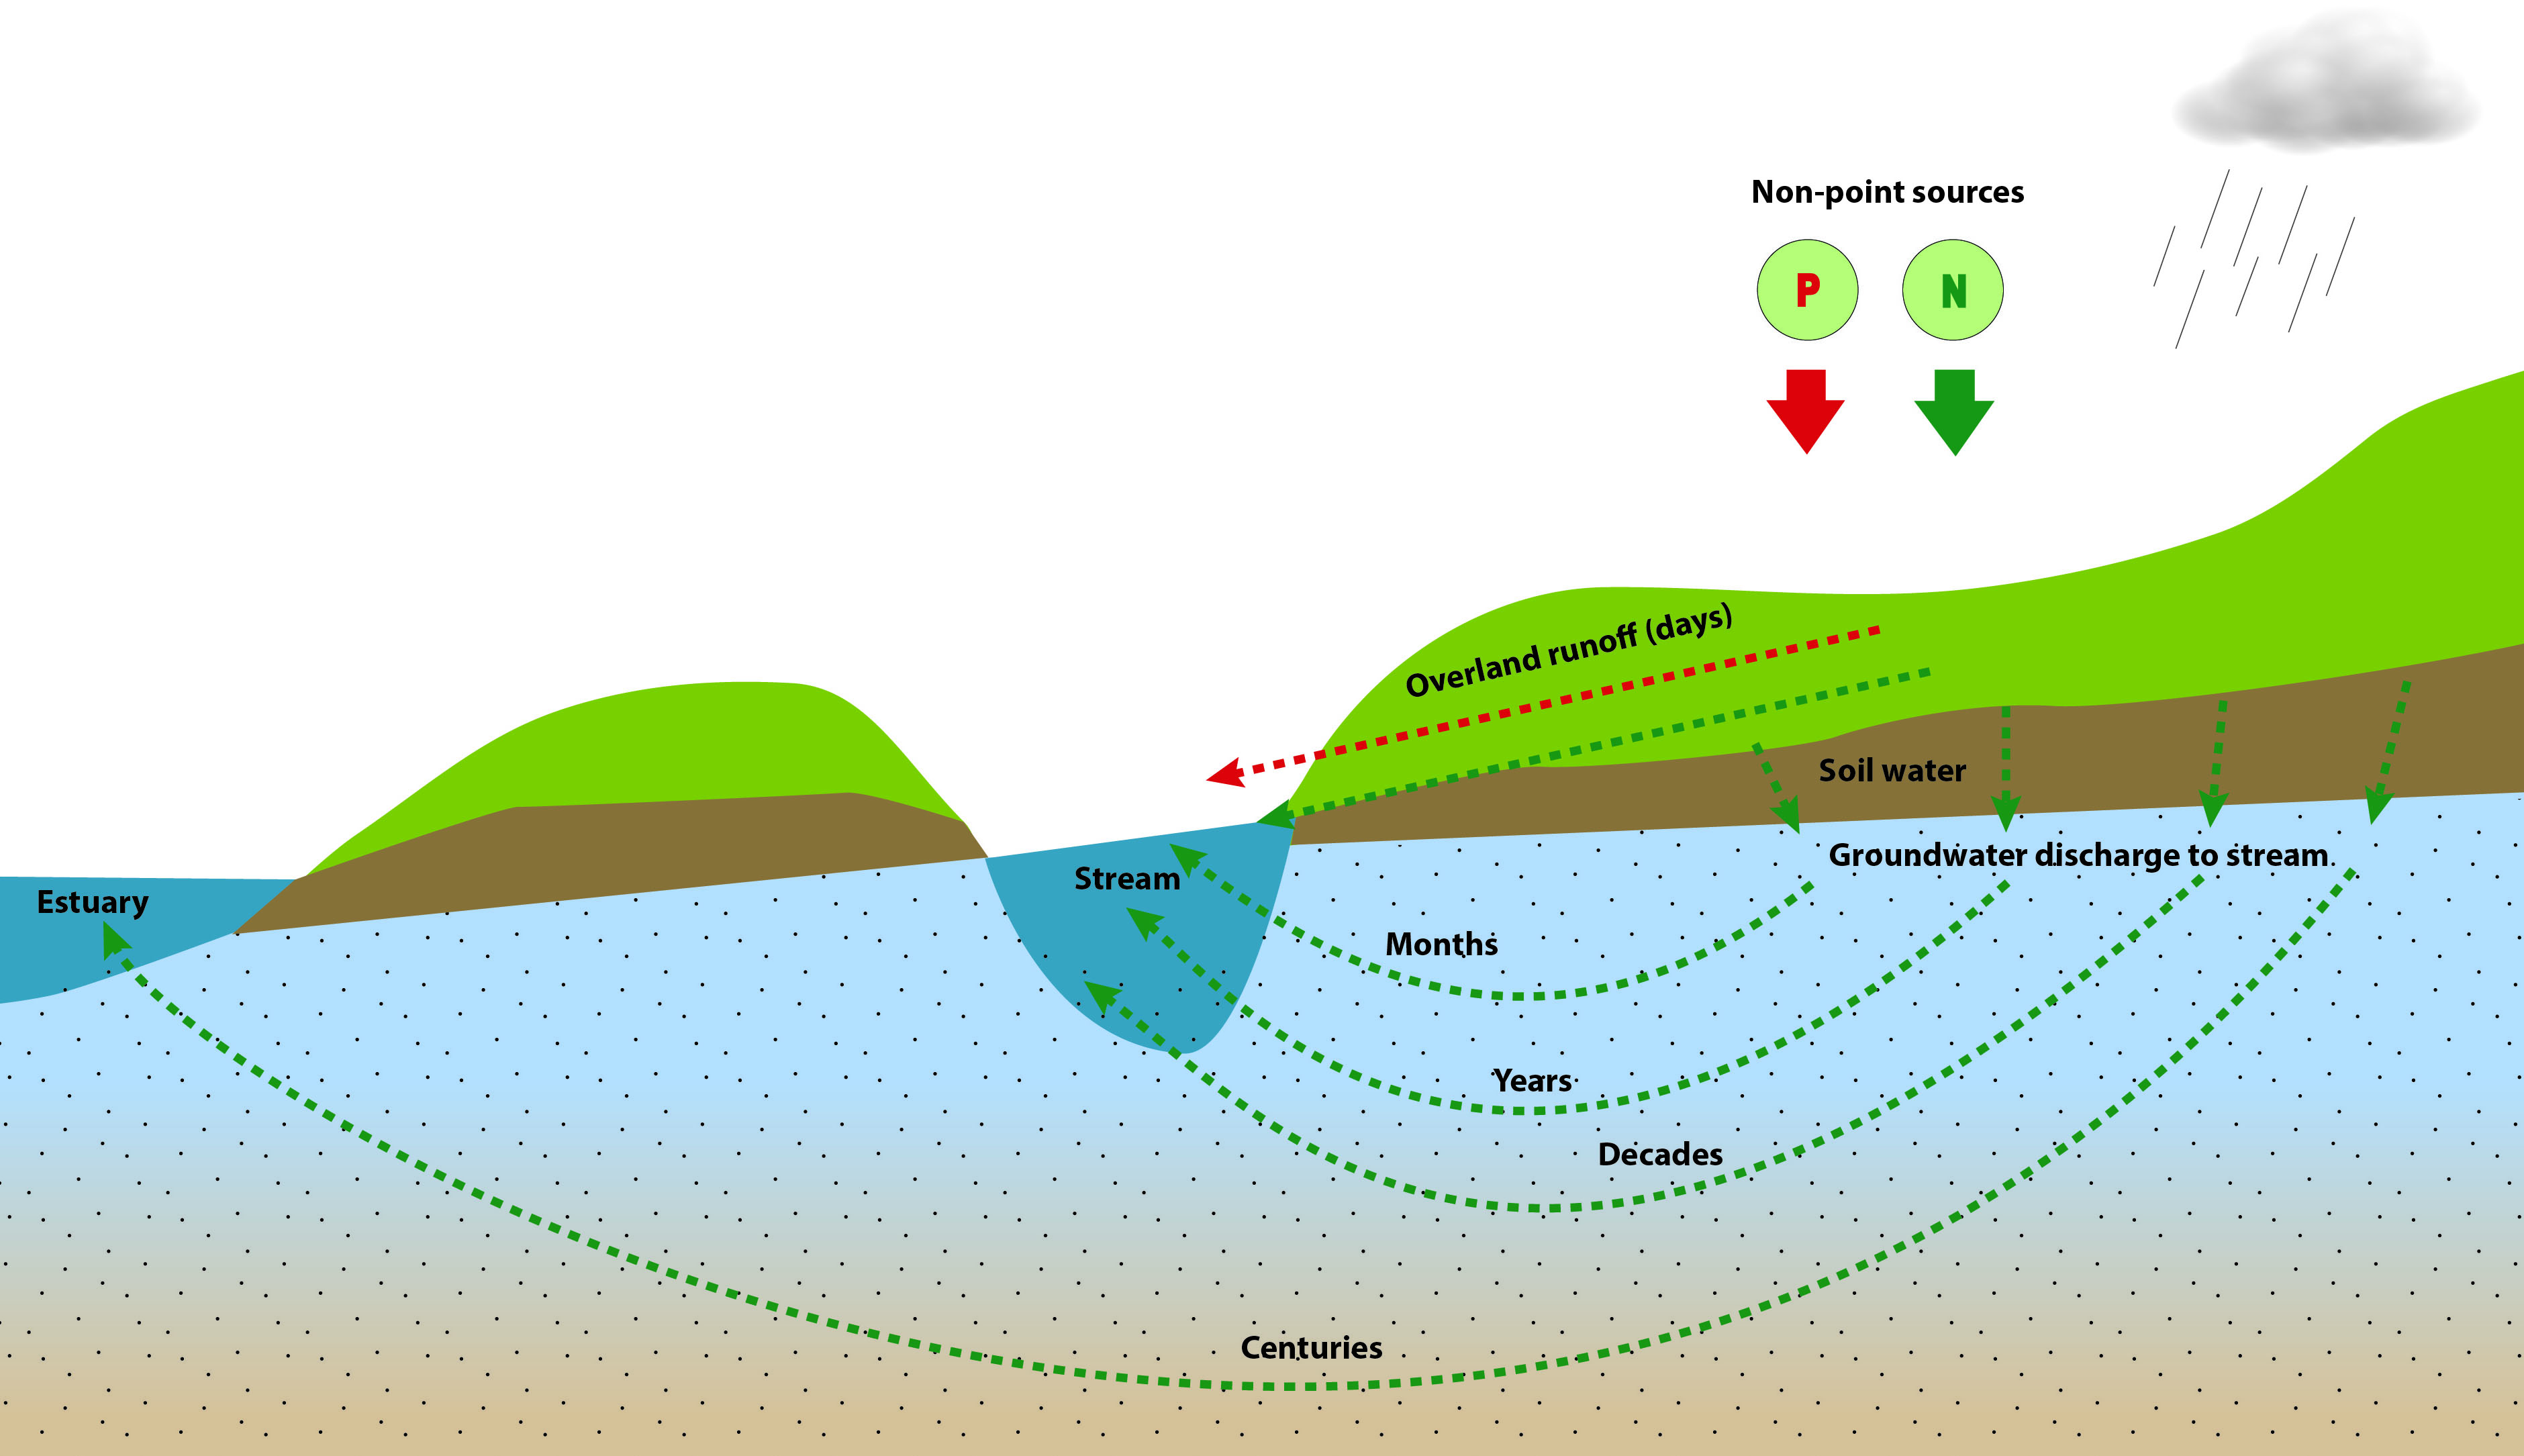 Non-point sources
P
N
Overland runoff (days)
Soil water
Groundwater discharge to stream
Stream
Estuary
Months
Years
Decades
Centuries